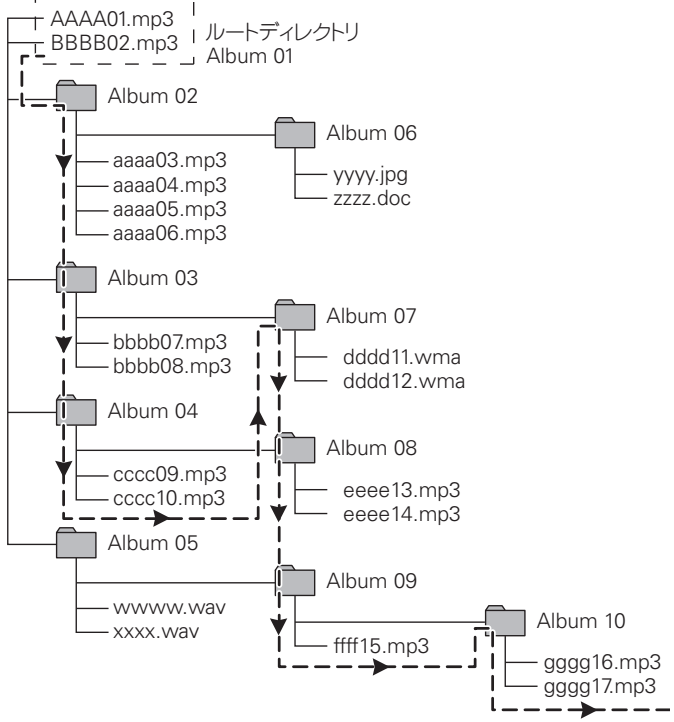 AAAA01.mp3
BBBB02.mp3
ルートディレクトリ
Album 01
Album 02
aaaa03.mp3
aaaa04.mp3
aaaa05.mp3
aaaa06.mp3
Album 06
yyyy.jpg
zzzz.doc
Album 03
bbbb07.mp3
bbbb08.mp3
Album 07
dddd11.wma
dddd12.wma
Album 04
cccc09.mp3
cccc10.mp3
Album 08
eeee13.mp3
eeee14.mp3
Album 05
wwww.wav
xxxx.wav
Album 09
ffff15.mp3
Album 10
gggg16.mp3
gggg17.mp3